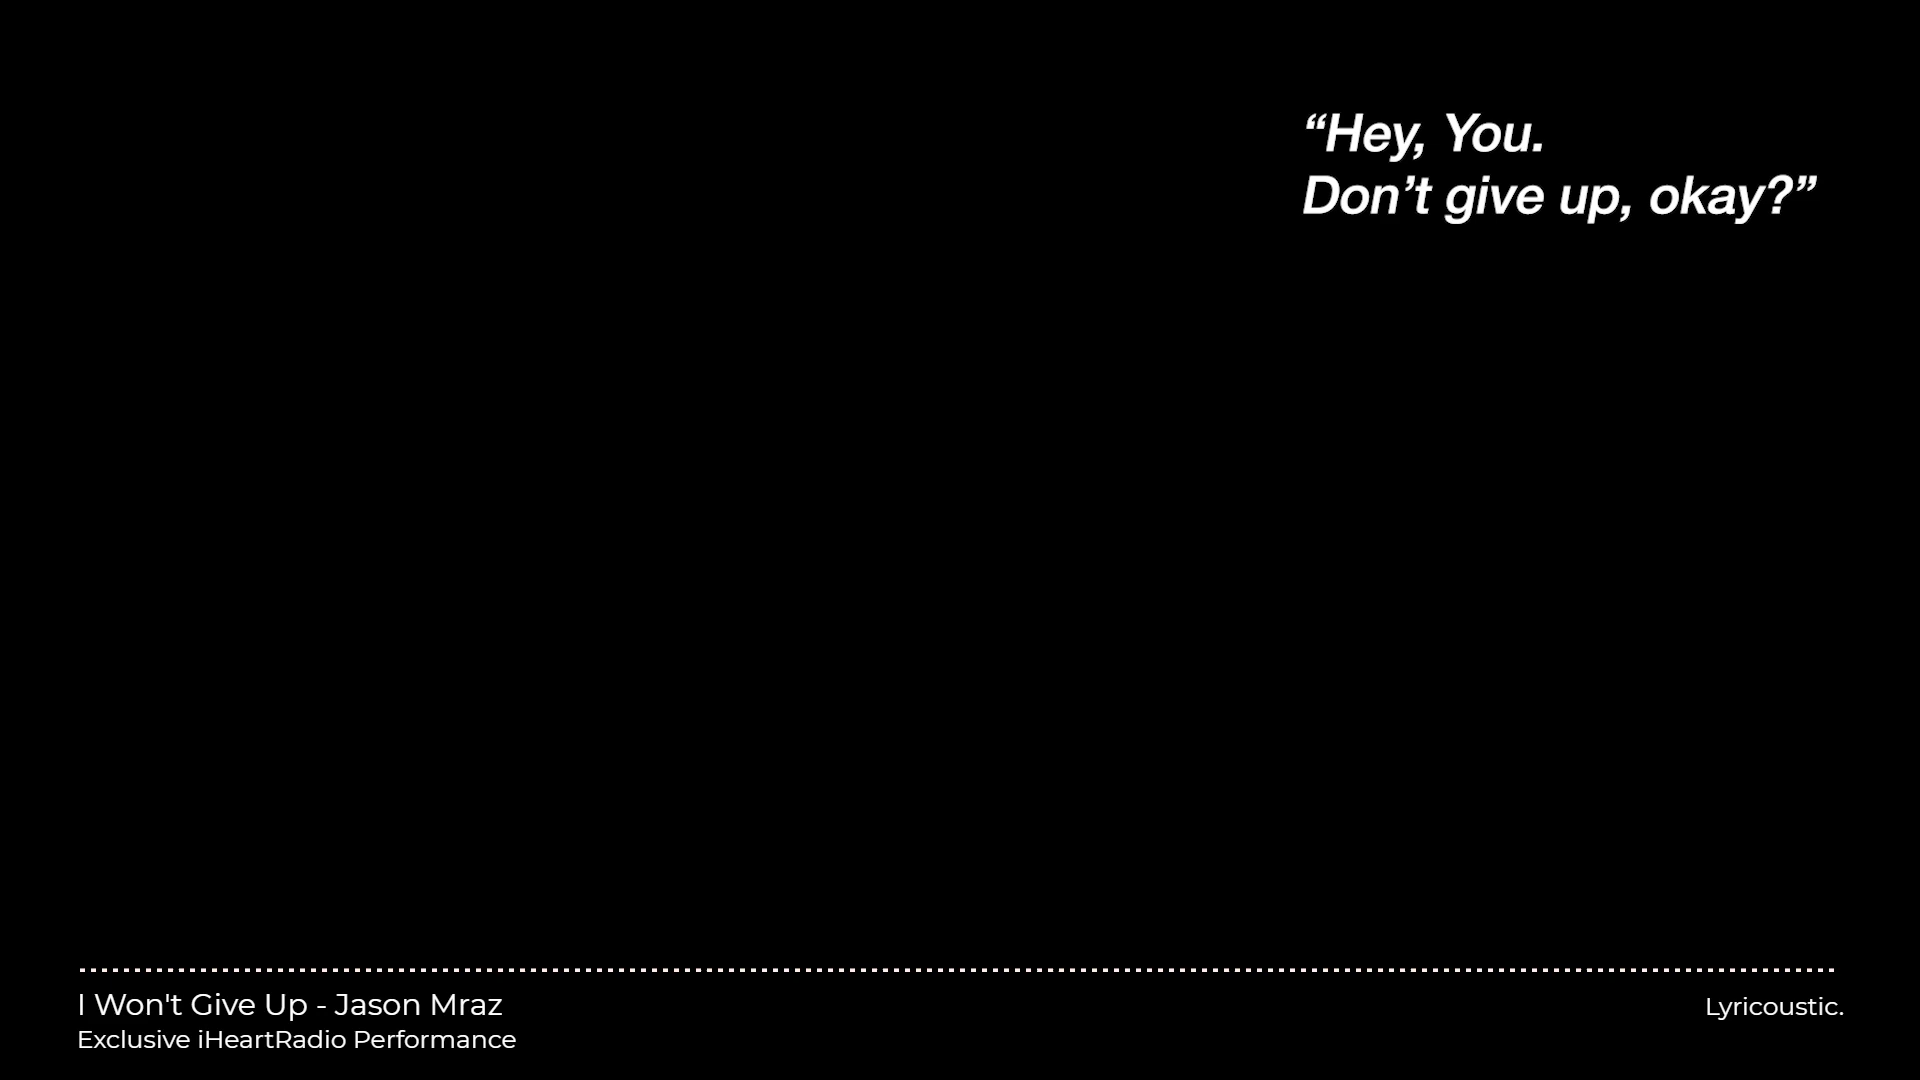 “Hey, You.
Don’t give up, okay?”
I Won't Give Up - Jason Mraz
Exclusive iHeartRadio Performance
Lyricoustic.